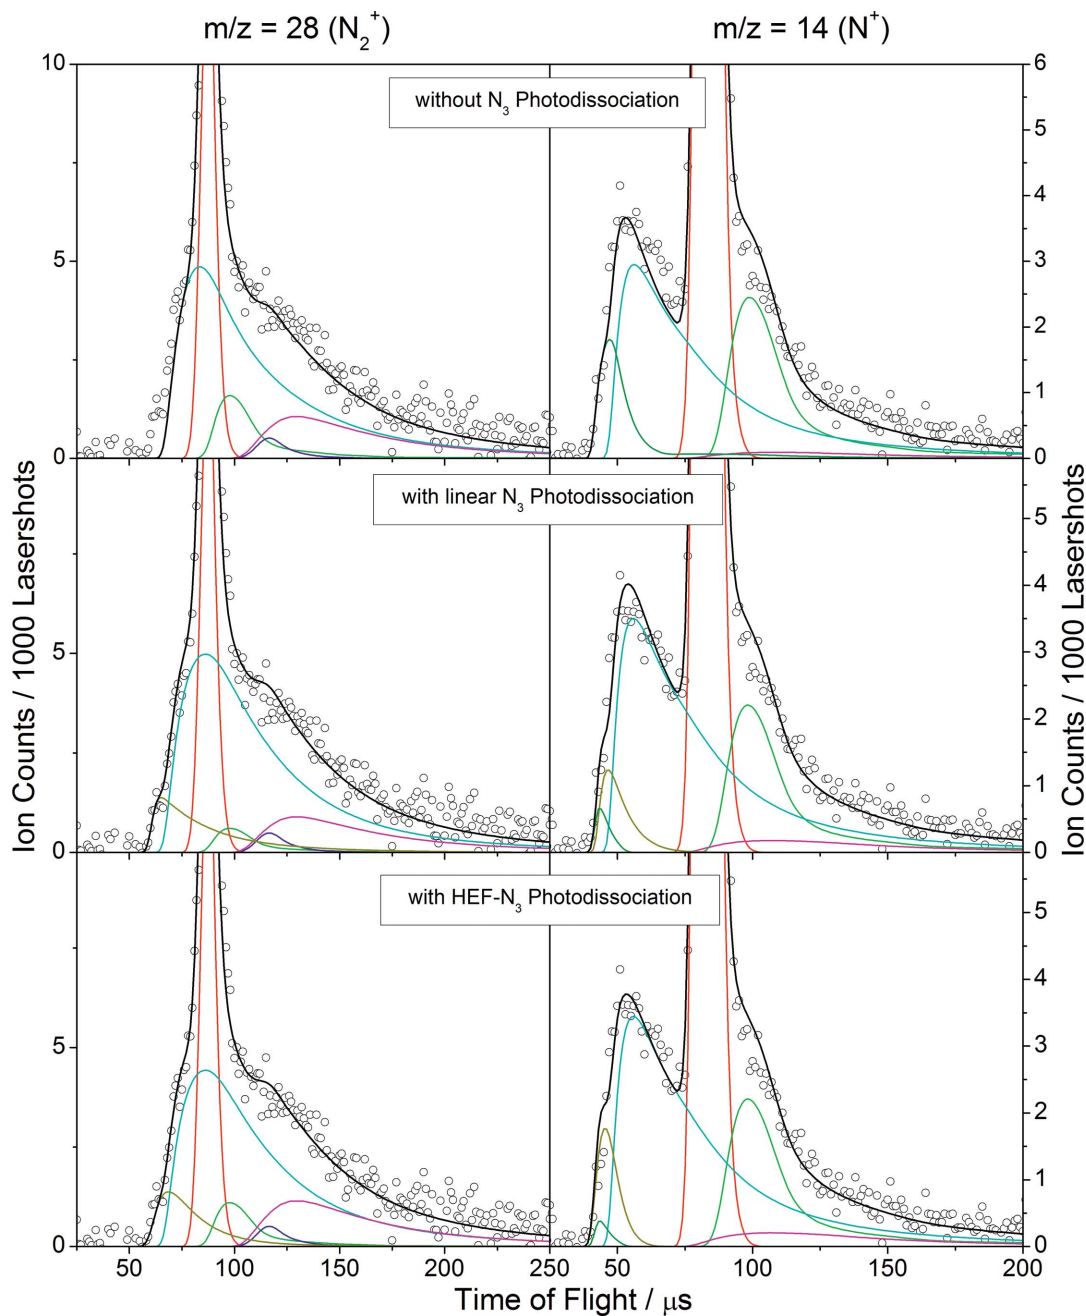 m/z = 28 (N₂⁺)
m/z = 14 (N⁺)
10
5
0
5
0
5
0
without N₃ Photodissociation
with linear N₃ Photodissociation
with HEF-N₃ Photodissociation
6
5
4
3
2
1
0
5
4
3
2
1
0
5
4
3
2
1
0
Ion Counts / 1000 Lasershots
Ion Counts / 1000 Lasershots
50 100 150 200 250 50 100 150 200
Time of Flight / μs